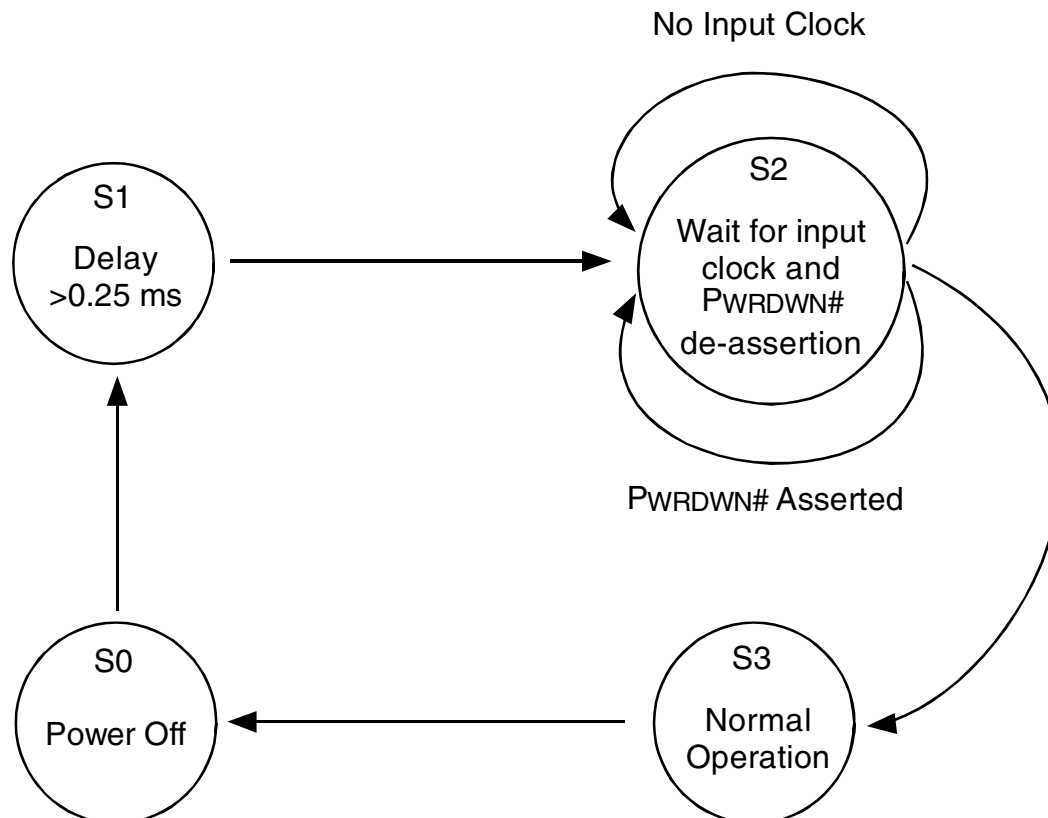 No Input Clock
S1
Delay
>0.25 ms
S2
Wait for input
clock and
PWRDWN#
de-assertion
PWRDWN# Asserted
S0
Power Off
S3
Normal
Operation